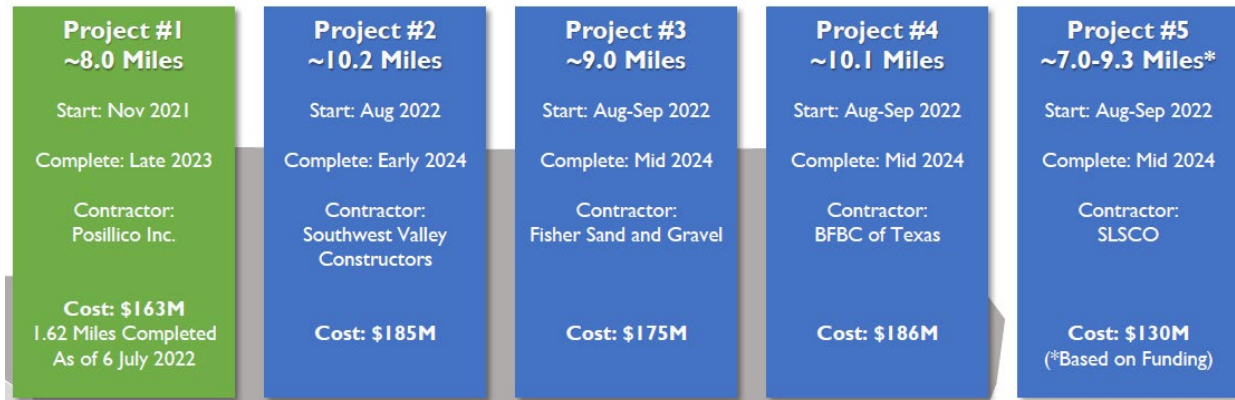 Project #1
~8.0 Miles
Start: Nov 2021
Complete: Late 2023
Contractor:
Posillico Inc.
Cost: $163M
1.62 Miles Completed
As of 6 July 2022
Project #2
~10.2 Miles
Start: Aug 2022
Complete: Early 2024
Contractor:
Southwest Valley
Constructors
Cost: $185M
Project #3
~9.0 Miles
Start: Aug-Sep 2022
Complete: Mid 2024
Contractor:
Fisher Sand and Gravel
Cost: $175M
Project #4
~10.1 Miles
Start: Aug-Sep 2022
Complete: Mid 2024
Contractor:
BFBC of Texas
Cost: $186M
Project #5
~7.0-9.3 Miles*
Start: Aug-Sep 2022
Complete: Mid 2024
Contractor:
SLSCO
Cost: $130M
(*Based on Funding)